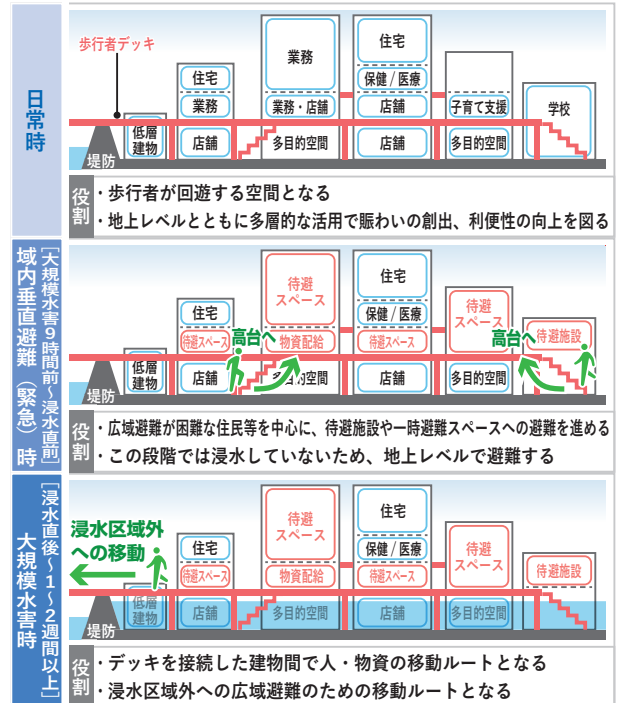 日常時
歩行者デッキ
業務
住宅
住宅
保健/医療
業務
業務・店舗
店舗
子育て支援
学校
低層
建物
店舗
多目的空間
店舗
多目的空間
堤防
役割
・歩行者が回遊する空間となる
・地上レベルとともに多層的な活用で賑わいの創出、利便性の向上を図る
[大規模水害9時間前～浸水直前]
域内垂直避難（緊急）時
待避
スペース
住宅
住宅
保健/医療
待避
スペース
待避スペース
高台へ
物資配給
待避スペース
高台へ
待避施設
低層
建物
店舗
多目的空間
店舗
多目的空間
堤防
役割
・広域避難が困難な住民等を中心に、待避施設や一時避難スペースへの避難を進める
・この段階では浸水していないため、地上レベルで避難する
[浸水直後～1～2週間以上]
大規模水害時
浸水区域外
への移動
待避
スペース
住宅
住宅
保健/医療
待避
スペース
待避スペース
物資配給
待避スペース
待避施設
低層
建物
店舗
多目的空間
店舗
多目的空間
堤防
役割
・デッキを接続した建物間で人・物資の移動ルートとなる
・浸水区域外への広域避難のための移動ルートとなる